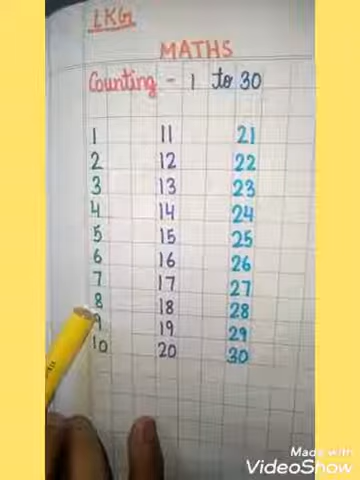 LKG
MATHS
Counting - 1 to 30
1 11 21
2 12 22
3 13 23
4 14 24
5 15 25
6 16 26
7 17 27
8 18 28
9 19 29
10 20 30
Made with
VideoShow